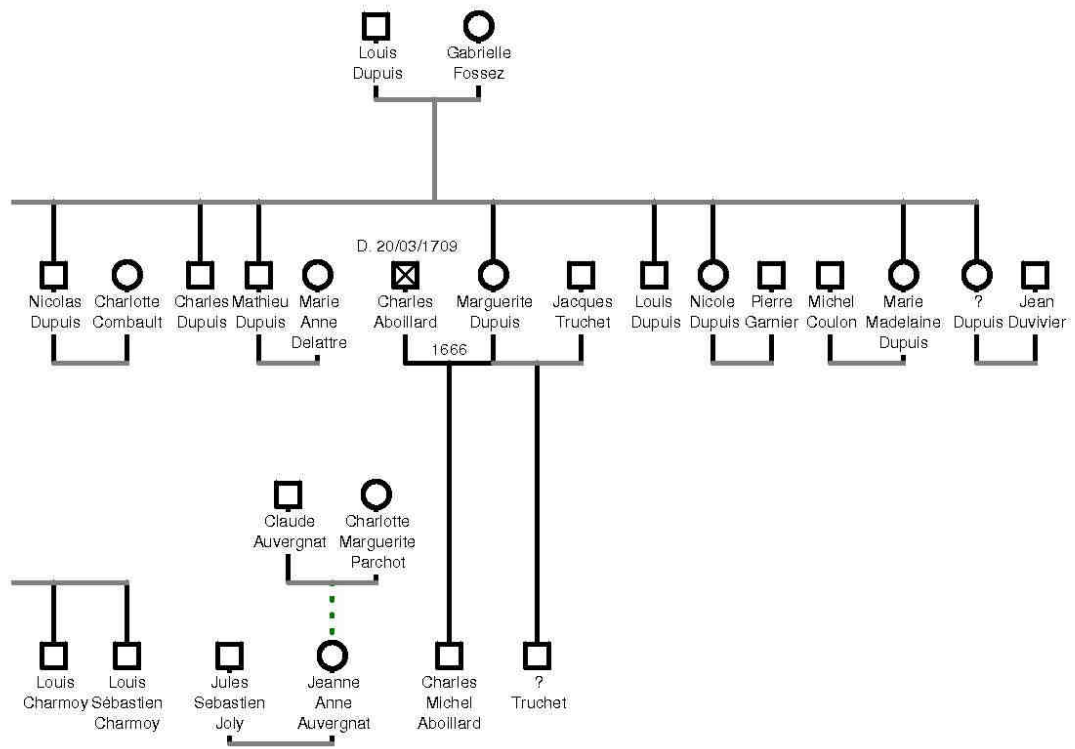 Louis
Dupuis
Gabrielle
Fossez
D. 20/03/1709
Nicolas
Dupuis
Charlotte
Combault
Charles
Dupuis
Mathieu
Dupuis
Marie
Anne
Delattre
Charles
Aboillard
Marguerite
Dupuis
Jacques
Truchet
Louis
Dupuis
Nicole
Dupuis
Pierre
Garnier
Michel
Coulon
Marie
Madelaine
Dupuis
?
Dupuis
Jean
Duvivier
1666
Claude
Auvergnat
Charlotte
Marguerite
Parchot
Louis
Charmoy
Louis
Sébastien
Charmoy
Jules
Sebastien
Joly
Jeanne
Anne
Auvergnat
Charles
Michel
Aboillard
?
Truchet